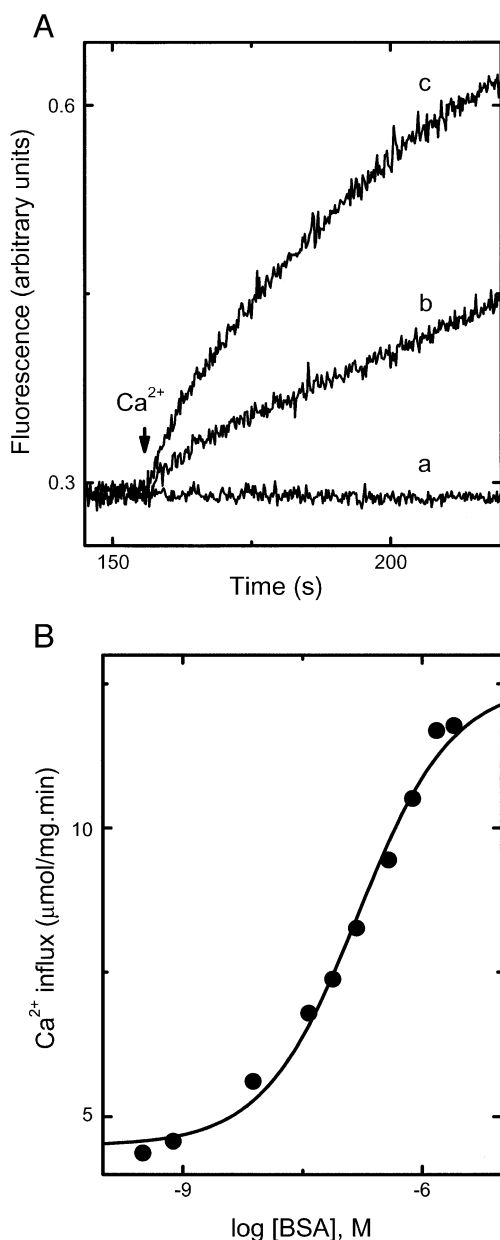 A
Fluorescence (arbitrary units)
0.6
0.3
c
b
a
Ca²⁺
150
200
Time (s)
B
Ca²⁺ influx (μmol/mg.min)
10
5
-9
-6
log [BSA], M